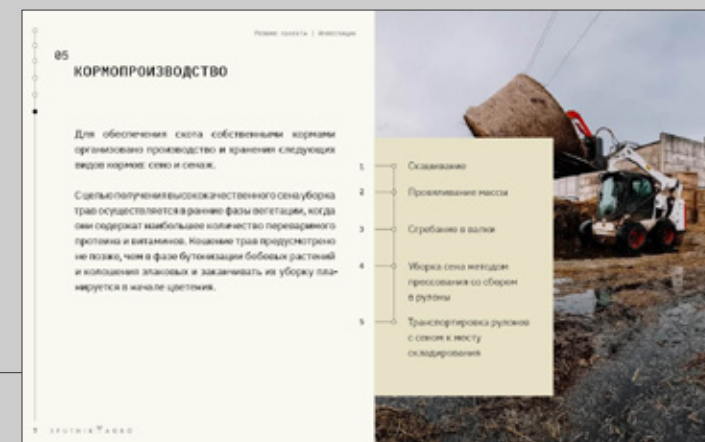 Резюме проекта | Инвестиции
05
КОРМОПРОИЗВОДСТВО
Для обеспечения скота собственными кормами
организовано производство и хранения следующих
видов кормов: сено и сенаж.
С целью получения высококачественного сена уборка
трав осуществляется в ранние фазы вегетации, когда
они содержат наибольшее количество переваримого
протеина и витаминов. Кошение трав предусмотрено
не позже, чем в фазе бутонизации бобовых растений
и колошения злаковых и заканчивать их уборку пла-
нируется в начале цветения.
1 Скашивание
2 Провяливание массы
3 Сгребание в валки
4 Уборка сена методом
прессования со сбором
в рулоны
5 Транспортировка рулонов
с сеном к месту
складирования
SPUTNIK AGRO